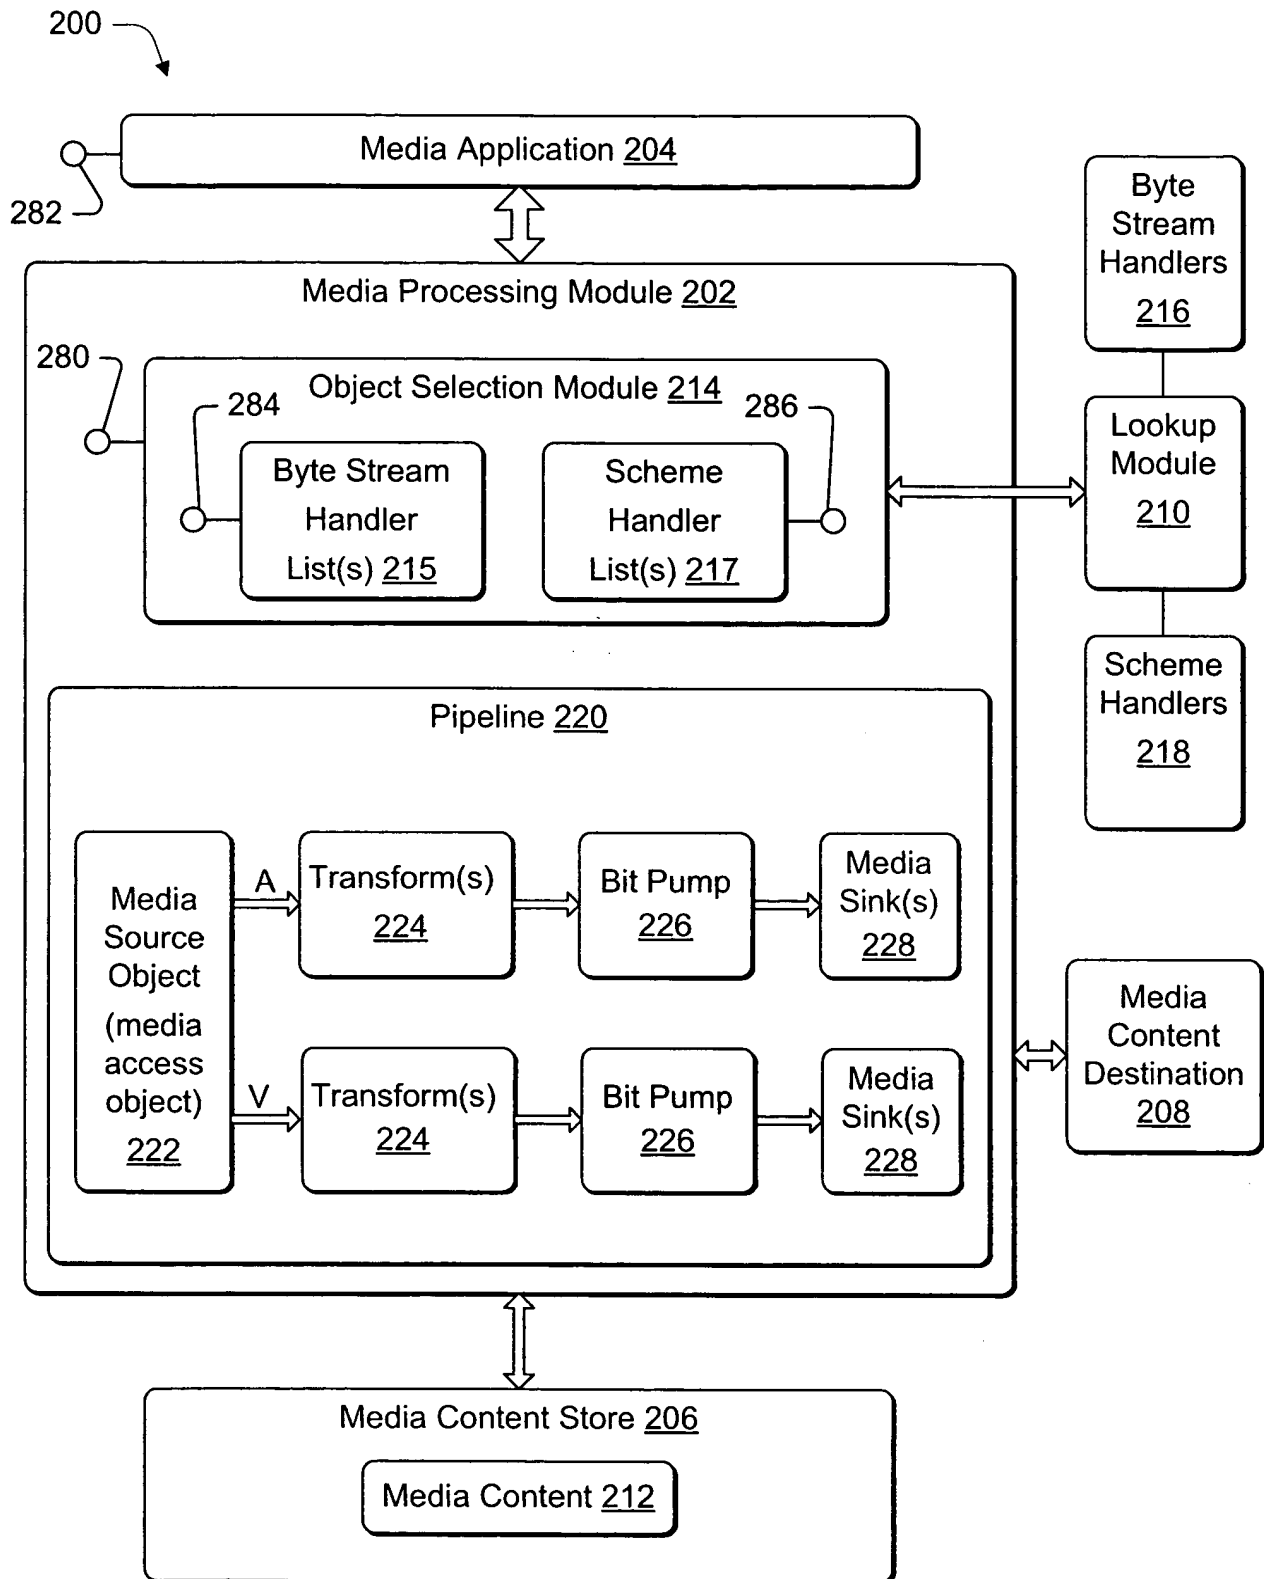 200
Media Application 204
282
Media Processing Module 202
280
Object Selection Module 214
284
286
Byte Stream
Handler
List(s) 215
Scheme
Handler
List(s) 217
Byte
Stream
Handlers
216
Lookup
Module
210
Scheme
Handlers
218
Pipeline 220
Media
Source
Object
(media
access
object)
222
A
Transform(s)
224
Bit Pump
226
Media
Sink(s)
228
V
Transform(s)
224
Bit Pump
226
Media
Sink(s)
228
Media
Content
Destination
208
Media Content Store 206
Media Content 212